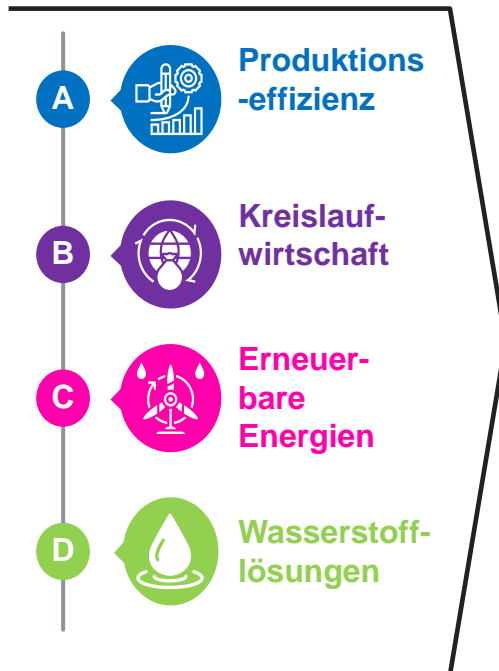 A
Produktions
-effizienz
B
Kreislauf-
wirtschaft
C
Erneuer-
bare
Energien
D
Wasserstoff-
lösungen